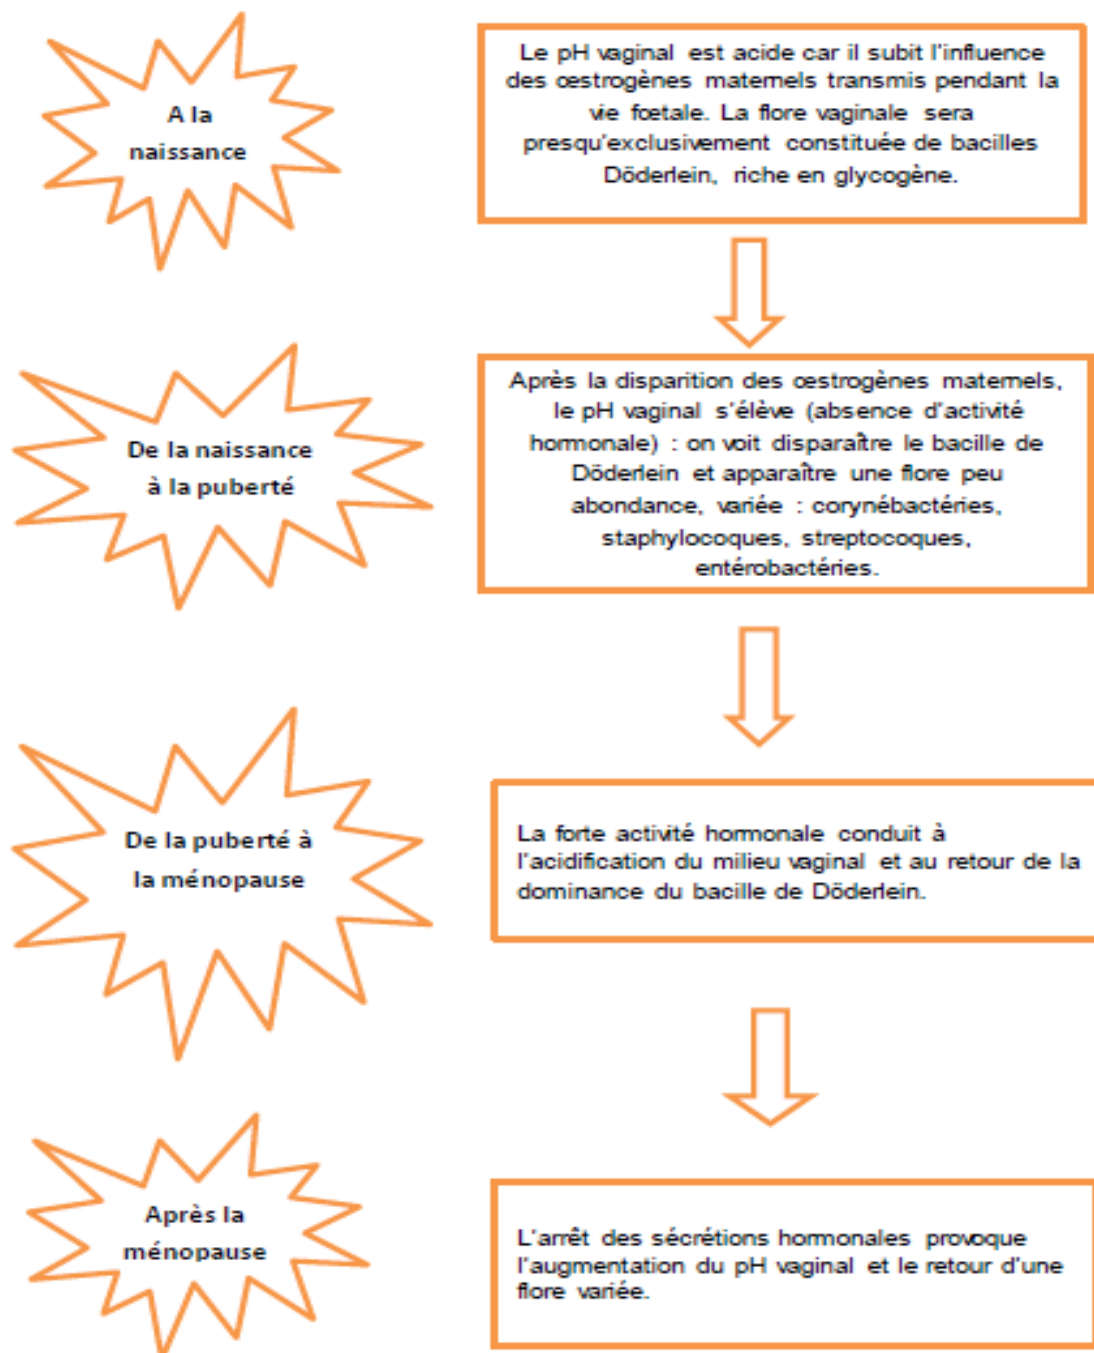 A la
naissance
Le pH vaginal est acide car il subit l'influence
des œstrogènes maternels transmis pendant la
vie foetale. La flore vaginale sera
presqu'exclusivement constituée de bacilles
Döderlein, riche en glycogène.
De la naissance
à la puberté
Après la disparition des œstrogènes maternels,
le pH vaginal s'élève (absence d'activité
hormonale) : on voit disparaître le bacille de
Döderlein et apparaître une flore peu
abondance, variée : corynébactéries,
staphylocoques, streptocoques,
entérobactéries.
De la puberté à
la ménopause
La forte activité hormonale conduit à
l'acidification du milieu vaginal et au retour de la
dominance du bacille de Döderlein.
Après la
ménopause
L'arrêt des sécrétions hormonales provoque
l'augmentation du pH vaginal et le retour d'une
flore variée.